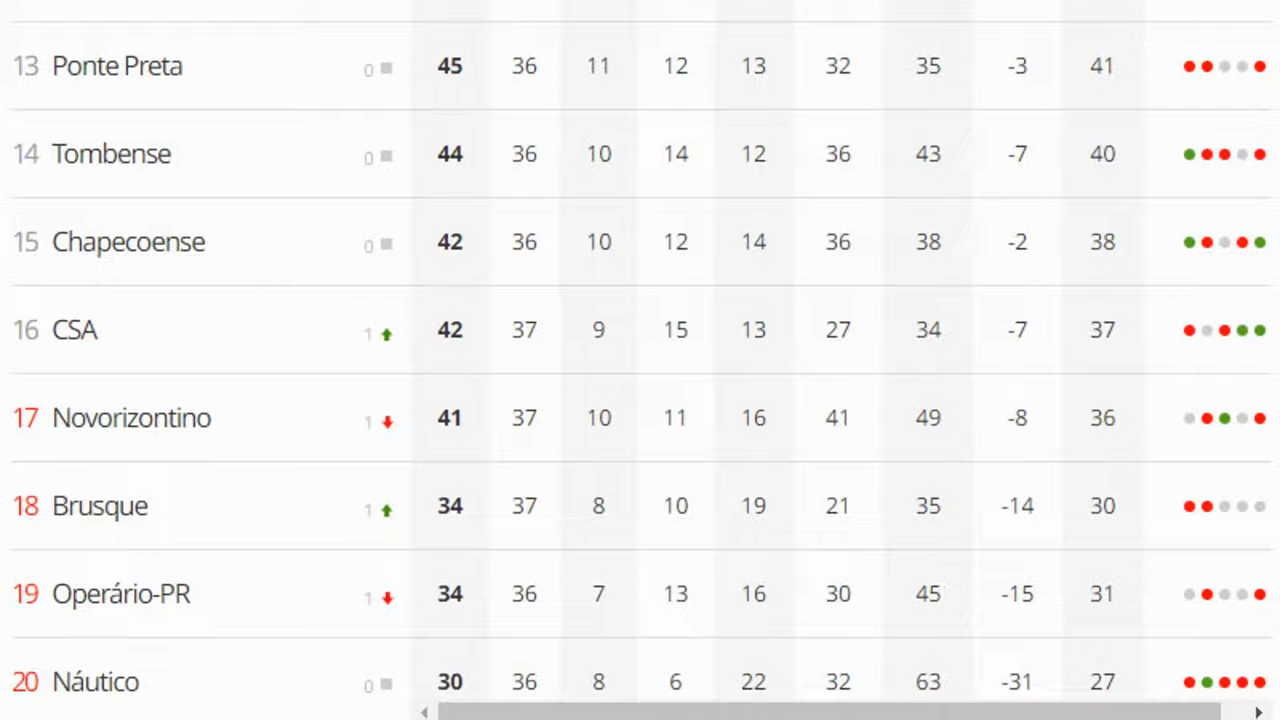 13 Ponte Preta 0 45 36 11 12 13 32 35 -3 41
14 Tombense 0 44 36 10 14 12 36 43 -7 40
15 Chapecoense 0 42 36 10 12 14 36 38 -2 38
16 CSA 1 42 37 9 15 13 27 34 -7 37
17 Novorizontino 1 41 37 10 11 16 41 49 -8 36
18 Brusque 1 34 37 8 10 19 21 35 -14 30
19 Operário-PR 1 34 36 7 13 16 30 45 -15 31
20 Náutico 0 30 36 8 6 22 32 63 -31 27